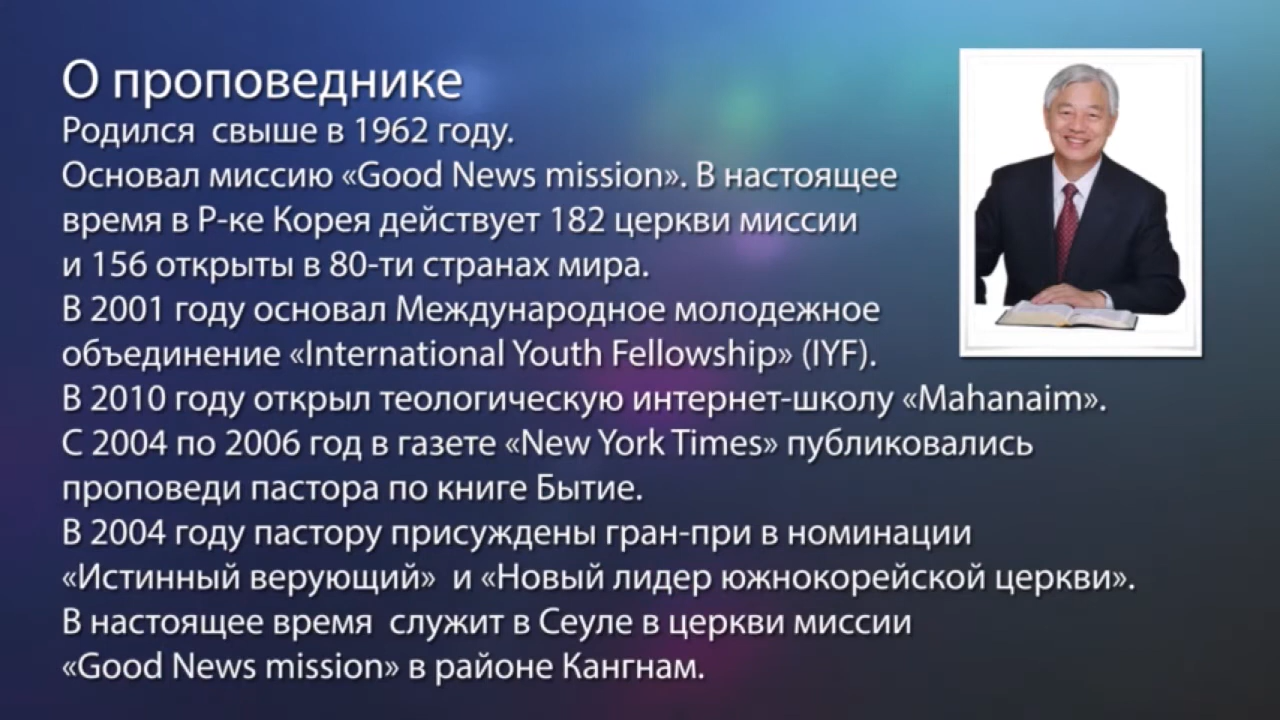 О проповеднике
Родился свыше в 1962 году.
Основал миссию «Good News mission». В настоящее
время в Р-ке Корея действует 182 церкви миссии
и 156 открыты в 80-ти странах мира.
В 2001 году основал Международное молодежное
объединение «International Youth Fellowship» (IYF).
В 2010 году открыл теологическую интернет-школу «Mahanaim».
С 2004 по 2006 год в газете «New York Times» публиковались
проповеди пастора по книге Бытие.
В 2004 году пастору присуждены гран-при в номинации
«Истинный верующий» и «Новый лидер южнокорейской церкви».
В настоящее время служит в Сеуле в церкви миссии
«Good News mission» в районе Кангнам.